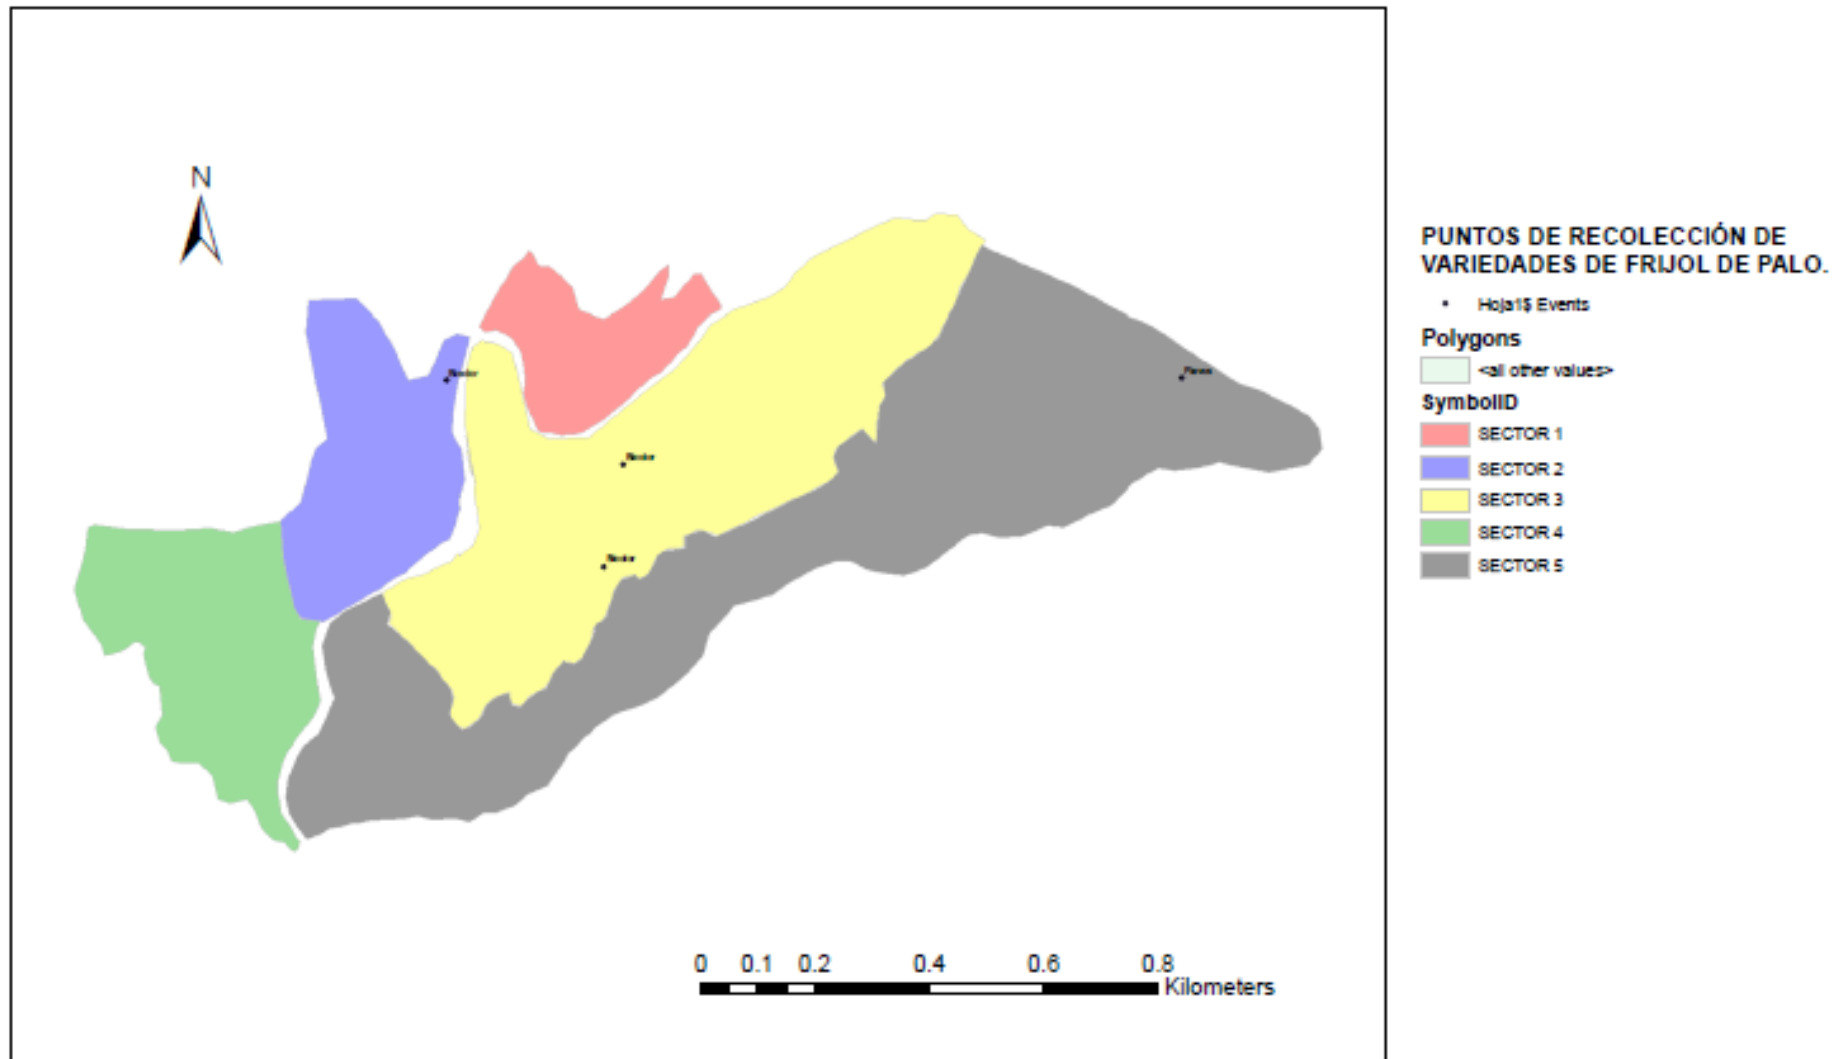 N
PUNTOS DE RECOLECCIÓN DE
VARIEDADES DE FRIJOL DE PALO.
Hoja1$ Events
Polygons
<all other values>
SymbolID
SECTOR 1
SECTOR 2
SECTOR 3
SECTOR 4
SECTOR 5
0 0.1 0.2 0.4 0.6 0.8
Kilometers